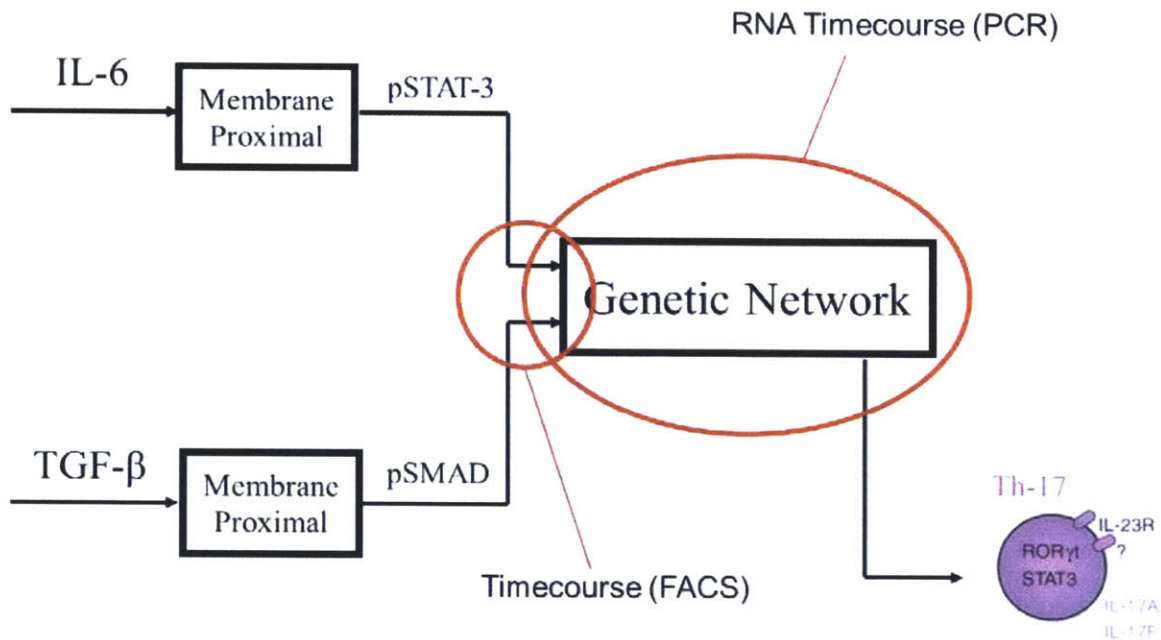 RNA Timecourse (PCR)
IL-6
Membrane
Proximal
pSTAT-3
Genetic Network
TGF-β
Membrane
Proximal
pSMAD
Timecourse (FACS)
Th-17
IL-23R
?
RORγt
STAT3
IL-17A
IL-17F